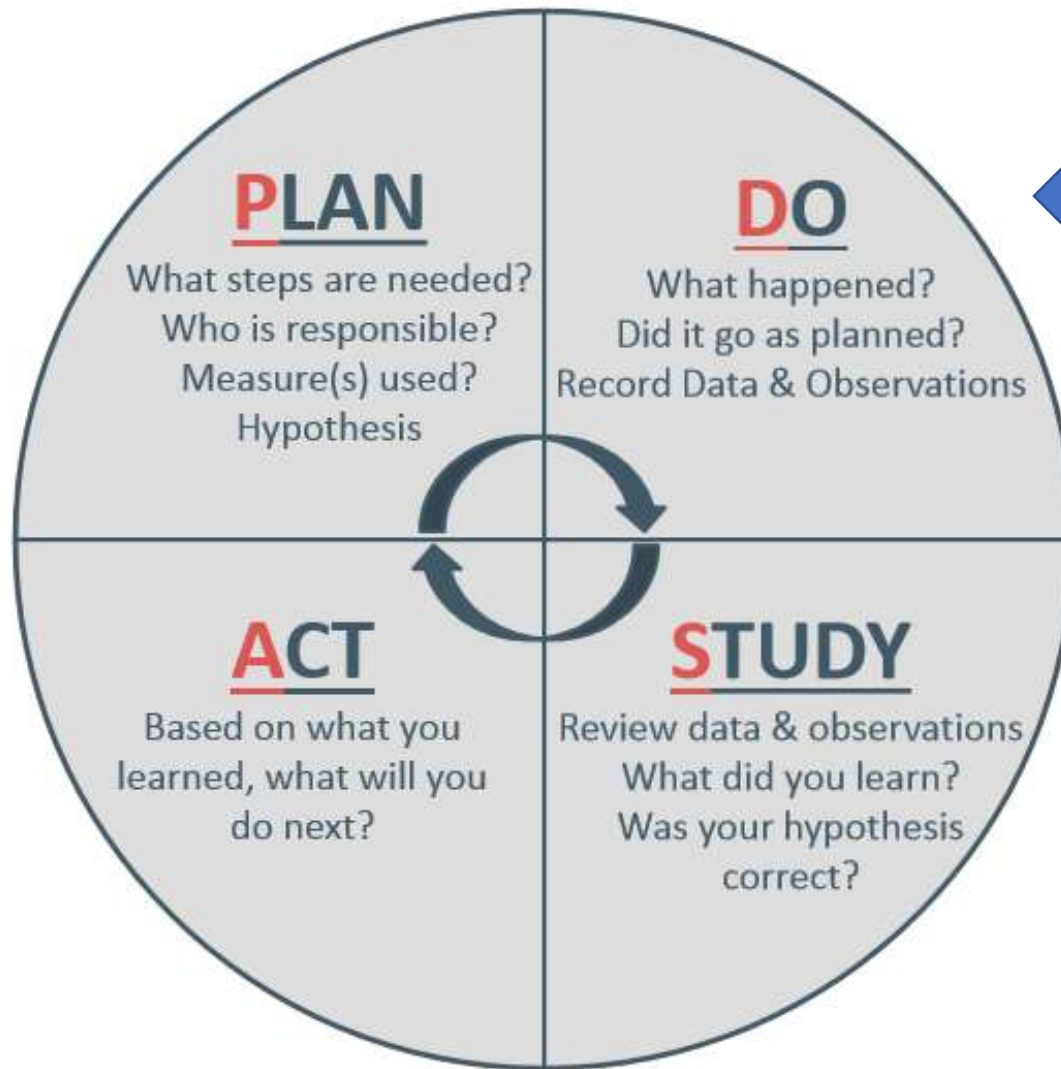 PLAN
What steps are needed?
Who is responsible?
Measure(s) used?
Hypothesis
DO
What happened?
Did it go as planned?
Record Data & Observations
STUDY
Review data & observations
What did you learn?
Was your hypothesis
correct?
ACT
Based on what you
learned, what will you
do next?